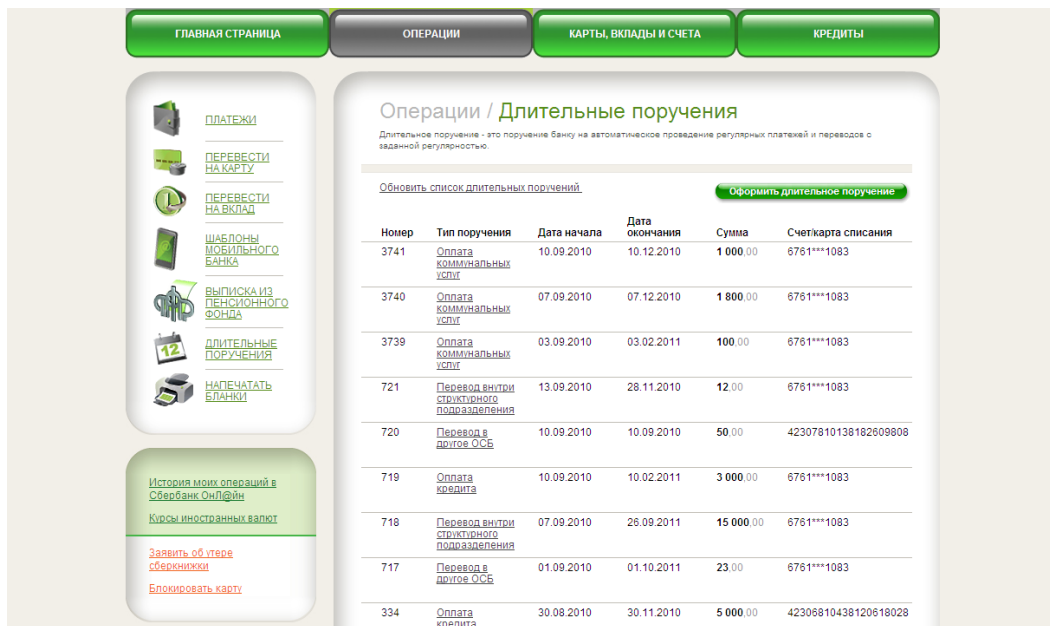 ГЛАВНАЯ СТРАНИЦА
ОПЕРАЦИИ
КАРТЫ, ВКЛАДЫ И СЧЕТА
КРЕДИТЫ
ПЛАТЕЖИ
ПЕРЕВЕСТИ
НА КАРТУ
ПЕРЕВЕСТИ
НА ВКЛАД
ШАБЛОНЫ
МОБИЛЬНОГО
БАНКА
ВЫПИСКА ИЗ
ПЕНСИОННОГО
ФОНДА
12
ДЛИТЕЛЬНЫЕ
ПОРУЧЕНИЯ
НАПЕЧАТАТЬ
БЛАНКИ
История моих операций в
Сбербанк ОнЛ@йн
Курсы иностранных валют
Заявить об утере
сберкнижки
Блокировать карту
Операции / Длительные поручения
Длительное поручение - это поручение банку на автоматическое проведение регулярных платежей и переводов с
заданной регулярностью.
Обновить список длительных поручений
Оформить длительное поручение
Номер Тип поручения Дата начала Дата окончания Сумма Счет/карта списания
3741 Оплата коммунальных услуг 10.09.2010 10.12.2010 1 000,00 6761***1083
3740 Оплата коммунальных услуг 07.09.2010 07.12.2010 1 800,00 6761***1083
3739 Оплата коммунальных услуг 03.09.2010 03.02.2011 100,00 6761***1083
721 Перевод внутри структурного подразделения 13.09.2010 28.11.2010 12,00 6761***1083
720 Перевод в другое ОСБ 10.09.2010 10.09.2010 50,00 42307810138182609808
719 Оплата кредита 10.09.2010 10.02.2011 3 000,00 6761***1083
718 Перевод внутри структурного подразделения 07.09.2010 26.09.2011 15 000,00 6761***1083
717 Перевод в другое ОСБ 01.09.2010 01.10.2011 23,00 6761***1083
334 Оплата кредита 30.08.2010 30.11.2010 5 000,00 42306810438120618028